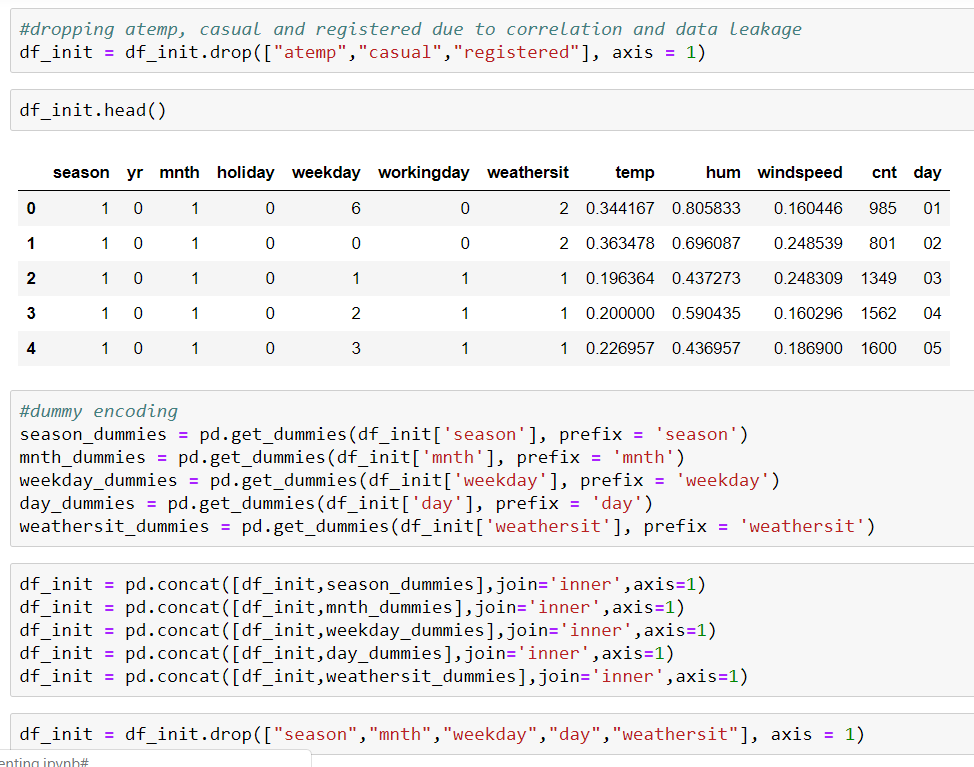 #dropping atemp, casual and registered due to correlation and data leakage
df_init = df_init.drop(["atemp","casual","registered"], axis = 1)
df_init.head()
season yr mnth holiday weekday workingday weathersit temp hum windspeed cnt day
0 1 0 1 0 6 0 2 0.344167 0.805833 0.160446 985 01
1 1 0 1 0 0 0 2 0.363478 0.696087 0.248539 801 02
2 1 0 1 0 1 1 1 0.196364 0.437273 0.248309 1349 03
3 1 0 1 0 2 1 1 0.200000 0.590435 0.160296 1562 04
4 1 0 1 0 3 1 1 0.226957 0.436957 0.186900 1600 05
#dummy encoding
season_dummies = pd.get_dummies(df_init['season'], prefix = 'season')
mnth_dummies = pd.get_dummies(df_init['mnth'], prefix = 'mnth')
weekday_dummies = pd.get_dummies(df_init['weekday'], prefix = 'weekday')
day_dummies = pd.get_dummies(df_init['day'], prefix = 'day')
weathersit_dummies = pd.get_dummies(df_init['weathersit'], prefix = 'weathersit')
df_init = pd.concat([df_init,season_dummies],join='inner',axis=1)
df_init = pd.concat([df_init,mnth_dummies],join='inner',axis=1)
df_init = pd.concat([df_init,weekday_dummies],join='inner',axis=1)
df_init = pd.concat([df_init,day_dummies],join='inner',axis=1)
df_init = pd.concat([df_init,weathersit_dummies],join='inner',axis=1)
df_init = df_init.drop(["season","mnth","weekday","day","weathersit"], axis = 1)
enting.ipynb#